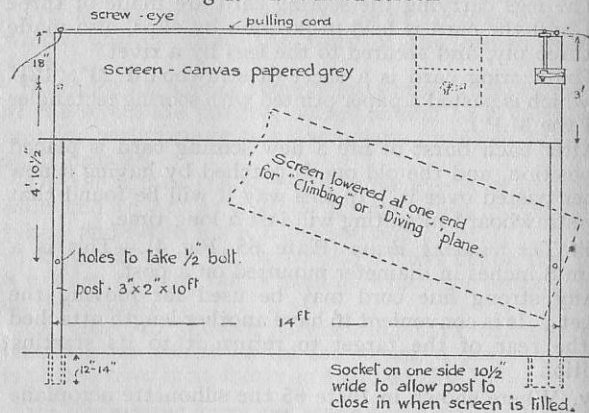 screw-eye
pulling cord
18"
Screen - canvas papered grey
3'
4'-10½"
Screen lowered at one end
for "Climbing" or "Diving" plane.
holes to take ½" bolt.
post - 3"x2"x10ft
14ft
12"-14"
Socket on one side 10½"
wide to allow post to
close in when screen is tilted.